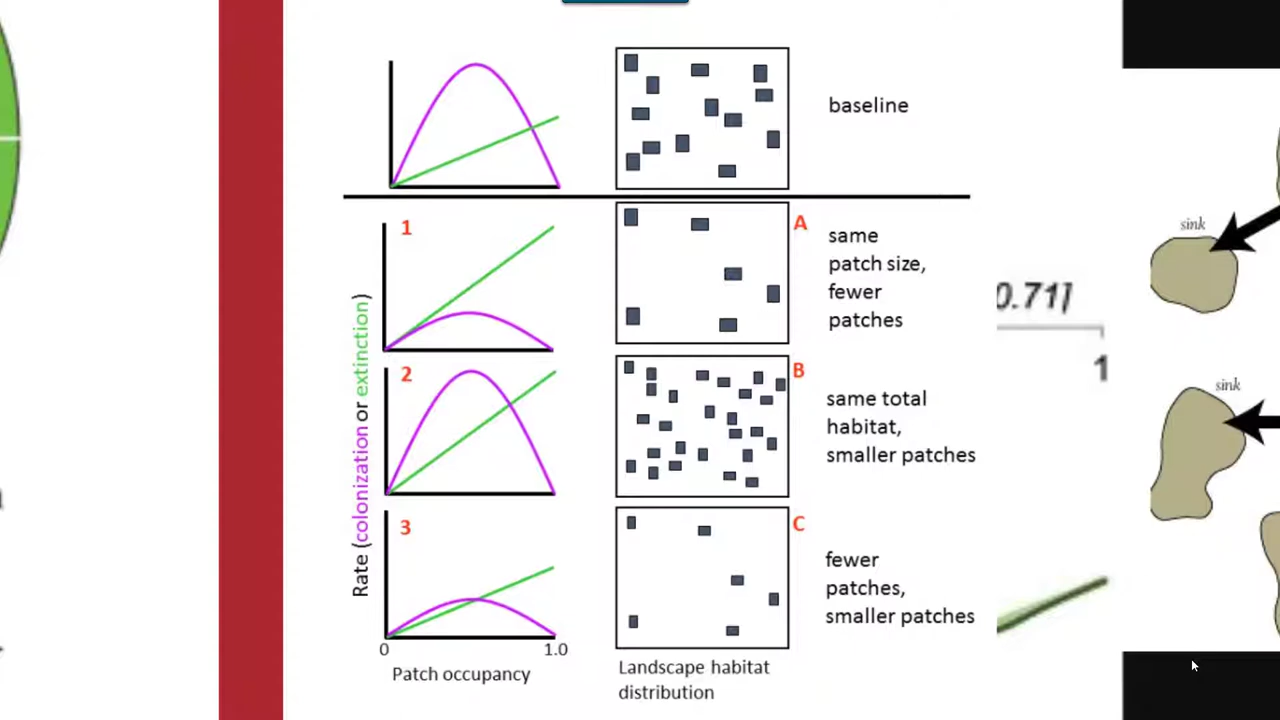 baseline
1
A
same
patch size,
fewer
patches
2
B
same total
habitat,
smaller patches
3
C
fewer
patches,
smaller patches
Rate (colonization or extinction)
0
1.0
Patch occupancy
Landscape habitat
distribution
0.71]
1
sink
sink